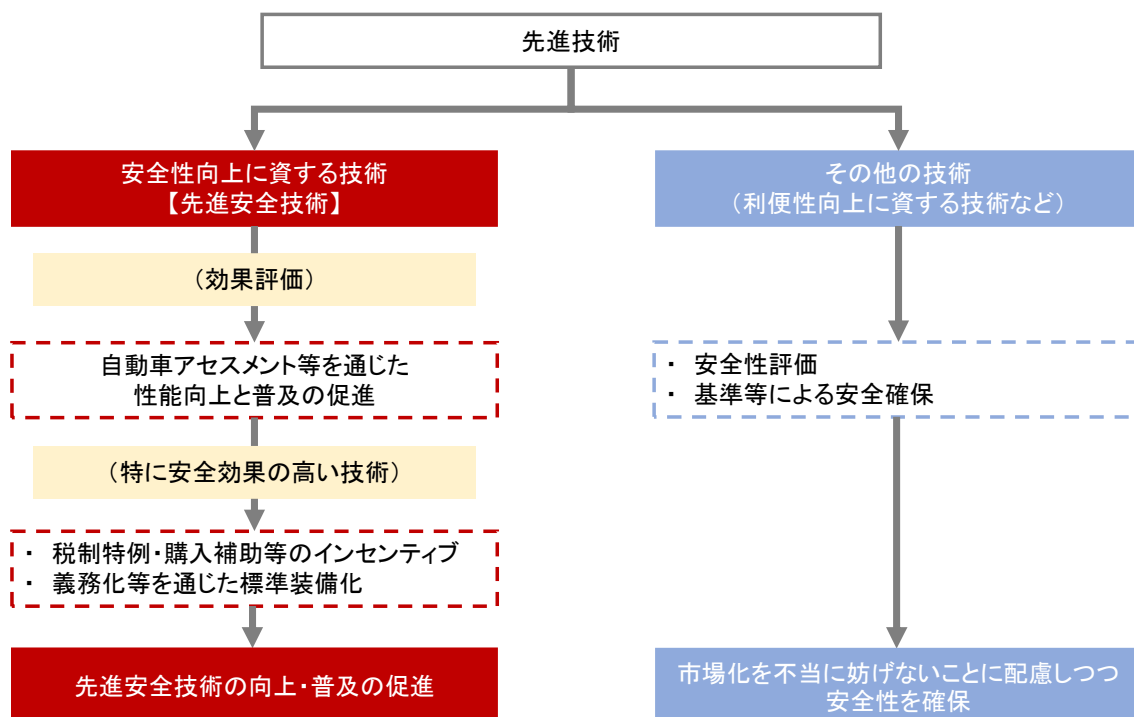 先進技術
安全性向上に資する技術
【先進安全技術】
(効果評価)
自動車アセスメント等を通じた
性能向上と普及の促進
(特に安全効果の高い技術)
・ 税制特例・購入補助等のインセンティブ
・ 義務化等を通じた標準装備化
先進安全技術の向上・普及の促進
その他の技術
(利便性向上に資する技術など)
・ 安全性評価
・ 基準等による安全確保
市場化を不当に妨げないことに配慮しつつ
安全性を確保